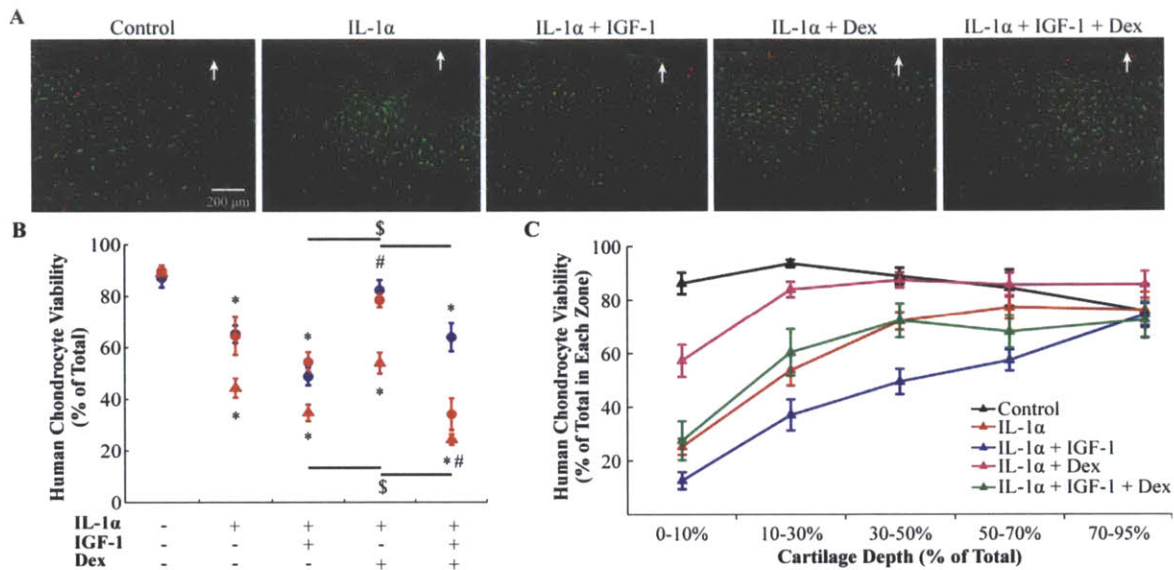 A
Control
IL-1α
IL-1α + IGF-1
IL-1α + Dex
IL-1α + IGF-1 + Dex
200 μm
B
Human Chondrocyte Viability
(% of Total)
100
80
60
40
20
0
*
*
*
*
$
#
*
*
*#
$
IL-1α - + + + +
IGF-1 - - + - +
Dex - - - + +
C
Human Chondrocyte Viability
(% of Total in Each Zone)
100
80
60
40
20
Control
IL-1α
IL-1α + IGF-1
IL-1α + Dex
IL-1α + IGF-1 + Dex
0-10%
10-30%
30-50%
50-70%
70-95%
Cartilage Depth (% of Total)